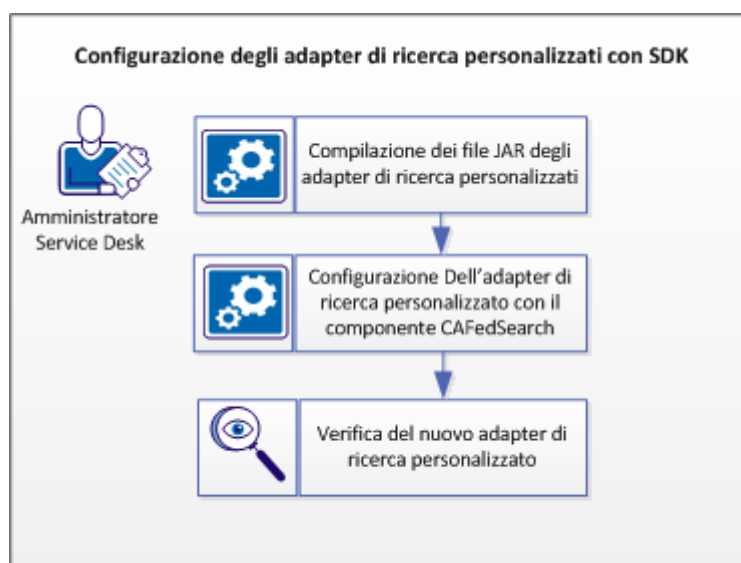 Configurazione degli adapter di ricerca personalizzati con SDK
Amministratore
Service Desk
Compilazione dei file JAR degli
adapter di ricerca personalizzati
Configurazione Dell'adapter di
ricerca personalizzato con il
componente CAFedSearch
Verifica del nuovo adapter di
ricerca personalizzato